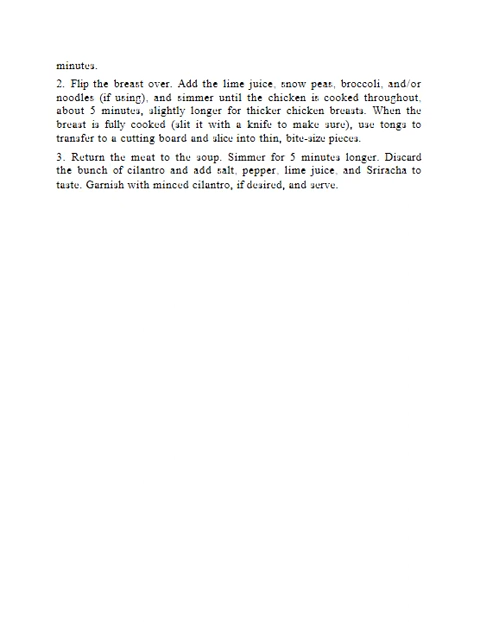 minutes.
2. Flip the breast over. Add the lime juice, snow peas, broccoli, and/or
noodles (if using), and simmer until the chicken is cooked throughout,
about 5 minutes, slightly longer for thicker chicken breasts. When the
breast is fully cooked (slit it with a knife to make sure), use tongs to
transfer to a cutting board and slice into thin, bite-size pieces.
3. Return the meat to the soup. Simmer for 5 minutes longer. Discard
the bunch of cilantro and add salt, pepper, lime juice, and Sriracha to
taste. Garnish with minced cilantro, if desired, and serve.